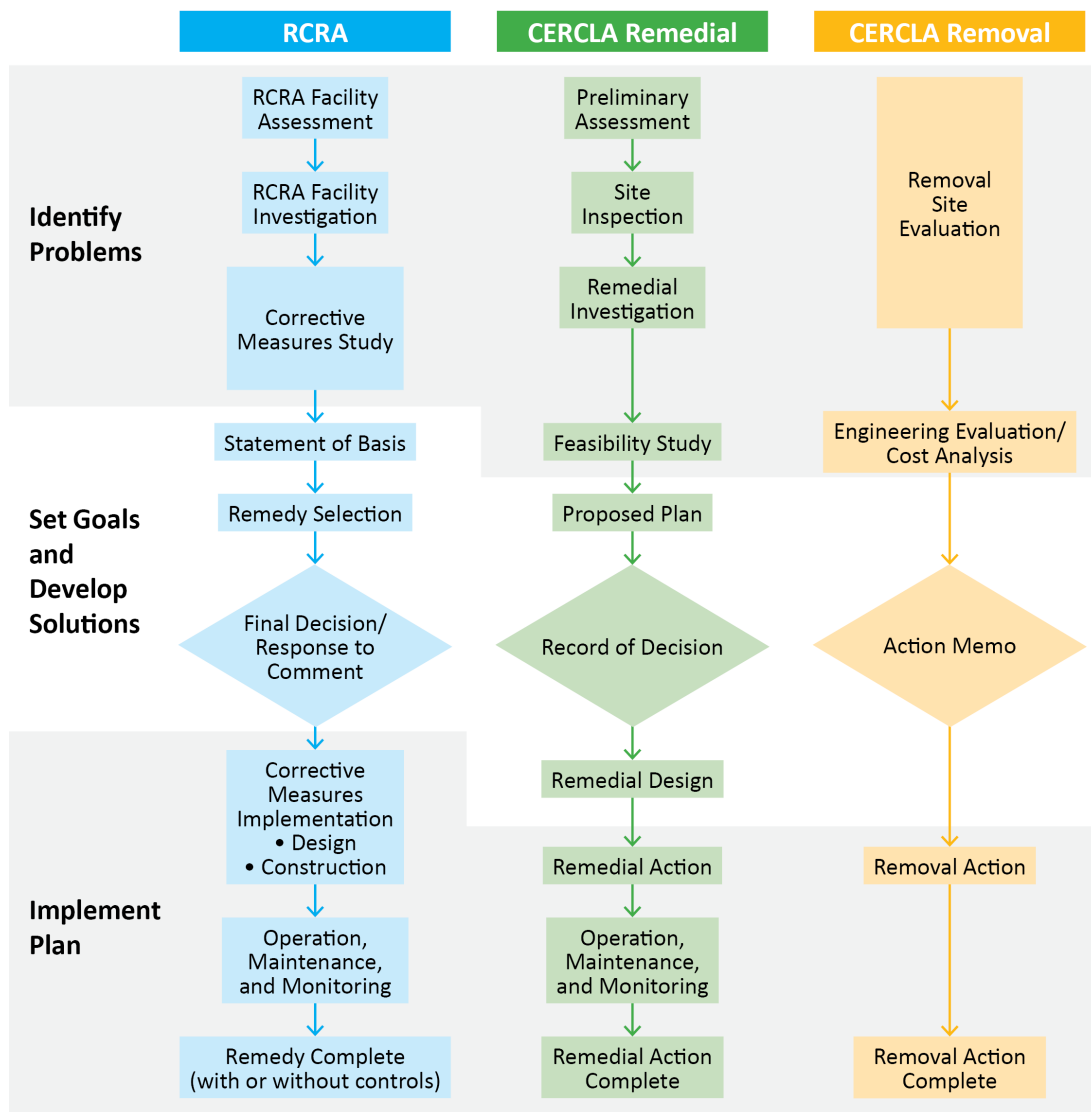 RCRA
CERCLA Remedial
CERCLA Removal
Identify
Problems
RCRA Facility
Assessment
RCRA Facility
Investigation
Corrective
Measures Study
Preliminary
Assessment
Site
Inspection
Remedial
Investigation
Feasibility Study
Removal
Site
Evaluation
Engineering Evaluation/
Cost Analysis
Set Goals
and
Develop
Solutions
Statement of Basis
Remedy Selection
Final Decision/
Response to
Comment
Proposed Plan
Record of Decision
Remedial Design
Action Memo
Implement
Plan
Corrective
Measures
Implementation
• Design
• Construction
Operation,
Maintenance,
and Monitoring
Remedy Complete
(with or without controls)
Remedial Action
Operation,
Maintenance,
and Monitoring
Remedial Action
Complete
Removal Action
Removal Action
Complete